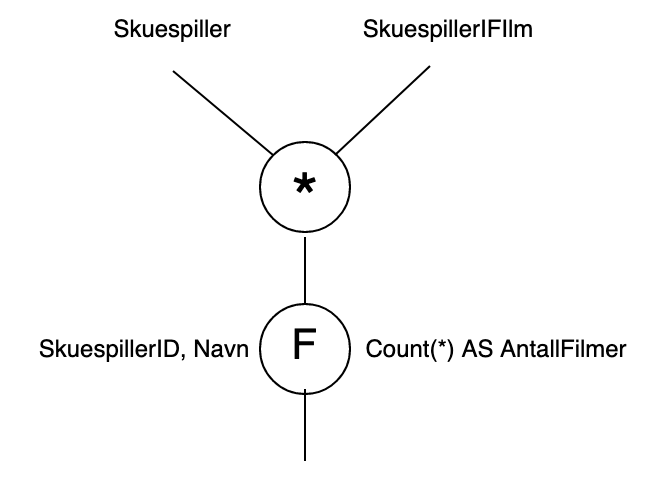 Skuespiller
SkuespillerIFIlm
*
SkuespillerID, Navn
F
Count(*) AS AntallFilmer